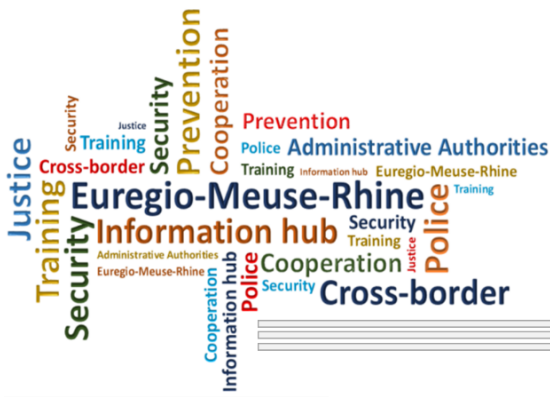 Prevention
Cooperation
Security
Security
Justice
Training
Prevention
Police
Administrative Authorities
Justice
Cross-border
Training
Information hub
Euregio-Meuse-Rhine
Training
Euregio-Meuse-Rhine
Training
Security
Information hub
Security
Police
Training
Justice
Administrative Authorities
Euregio-Meuse-Rhine
Cooperation
Information hub
Police
Cooperation
Security
Cross-border